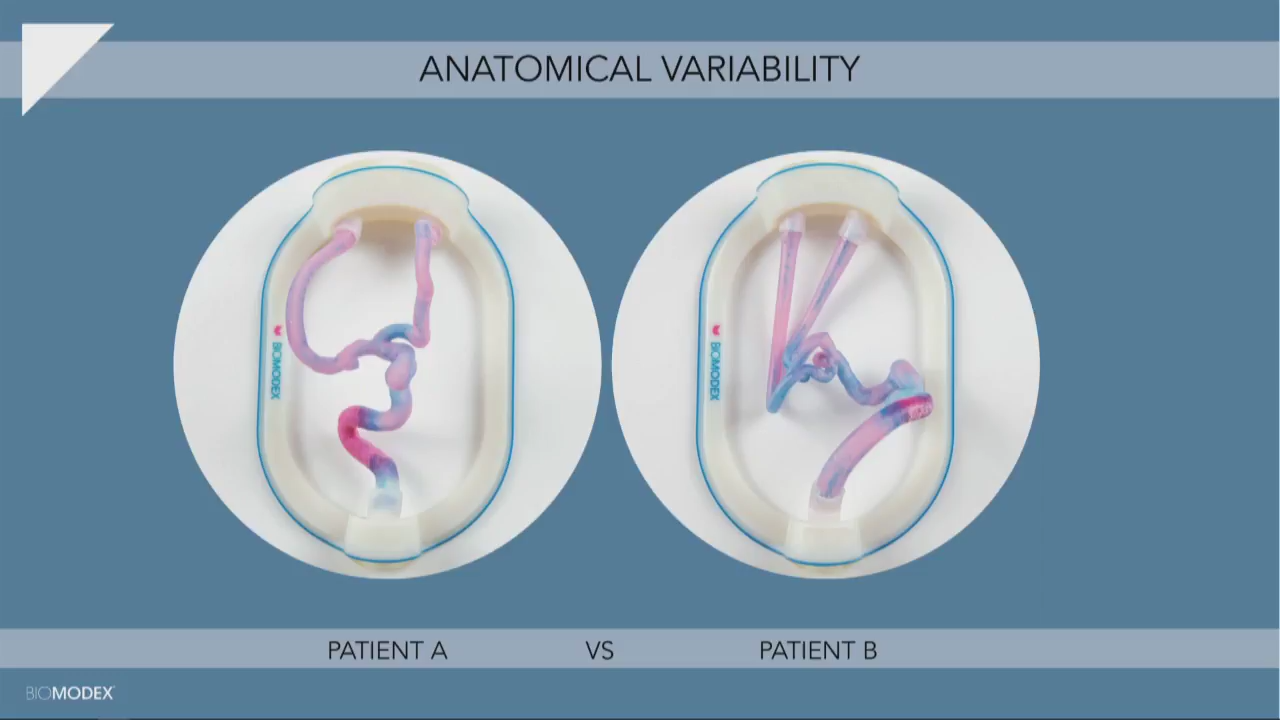 ANATOMICAL VARIABILITY
BIOMODEX
BIOMODEX
PATIENT A VS PATIENT B
BIOMODEX